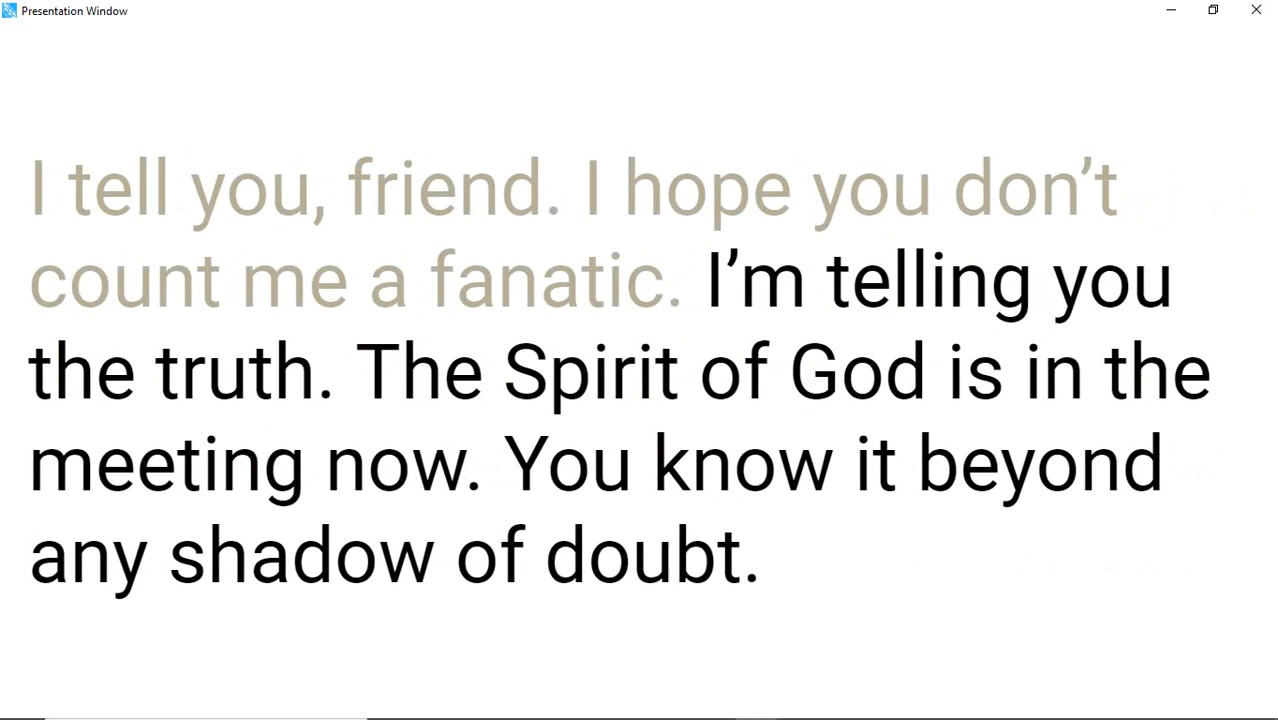 Presentation Window
I tell you, friend. I hope you don’t
count me a fanatic. I’m telling you
the truth. The Spirit of God is in the
meeting now. You know it beyond
any shadow of doubt.